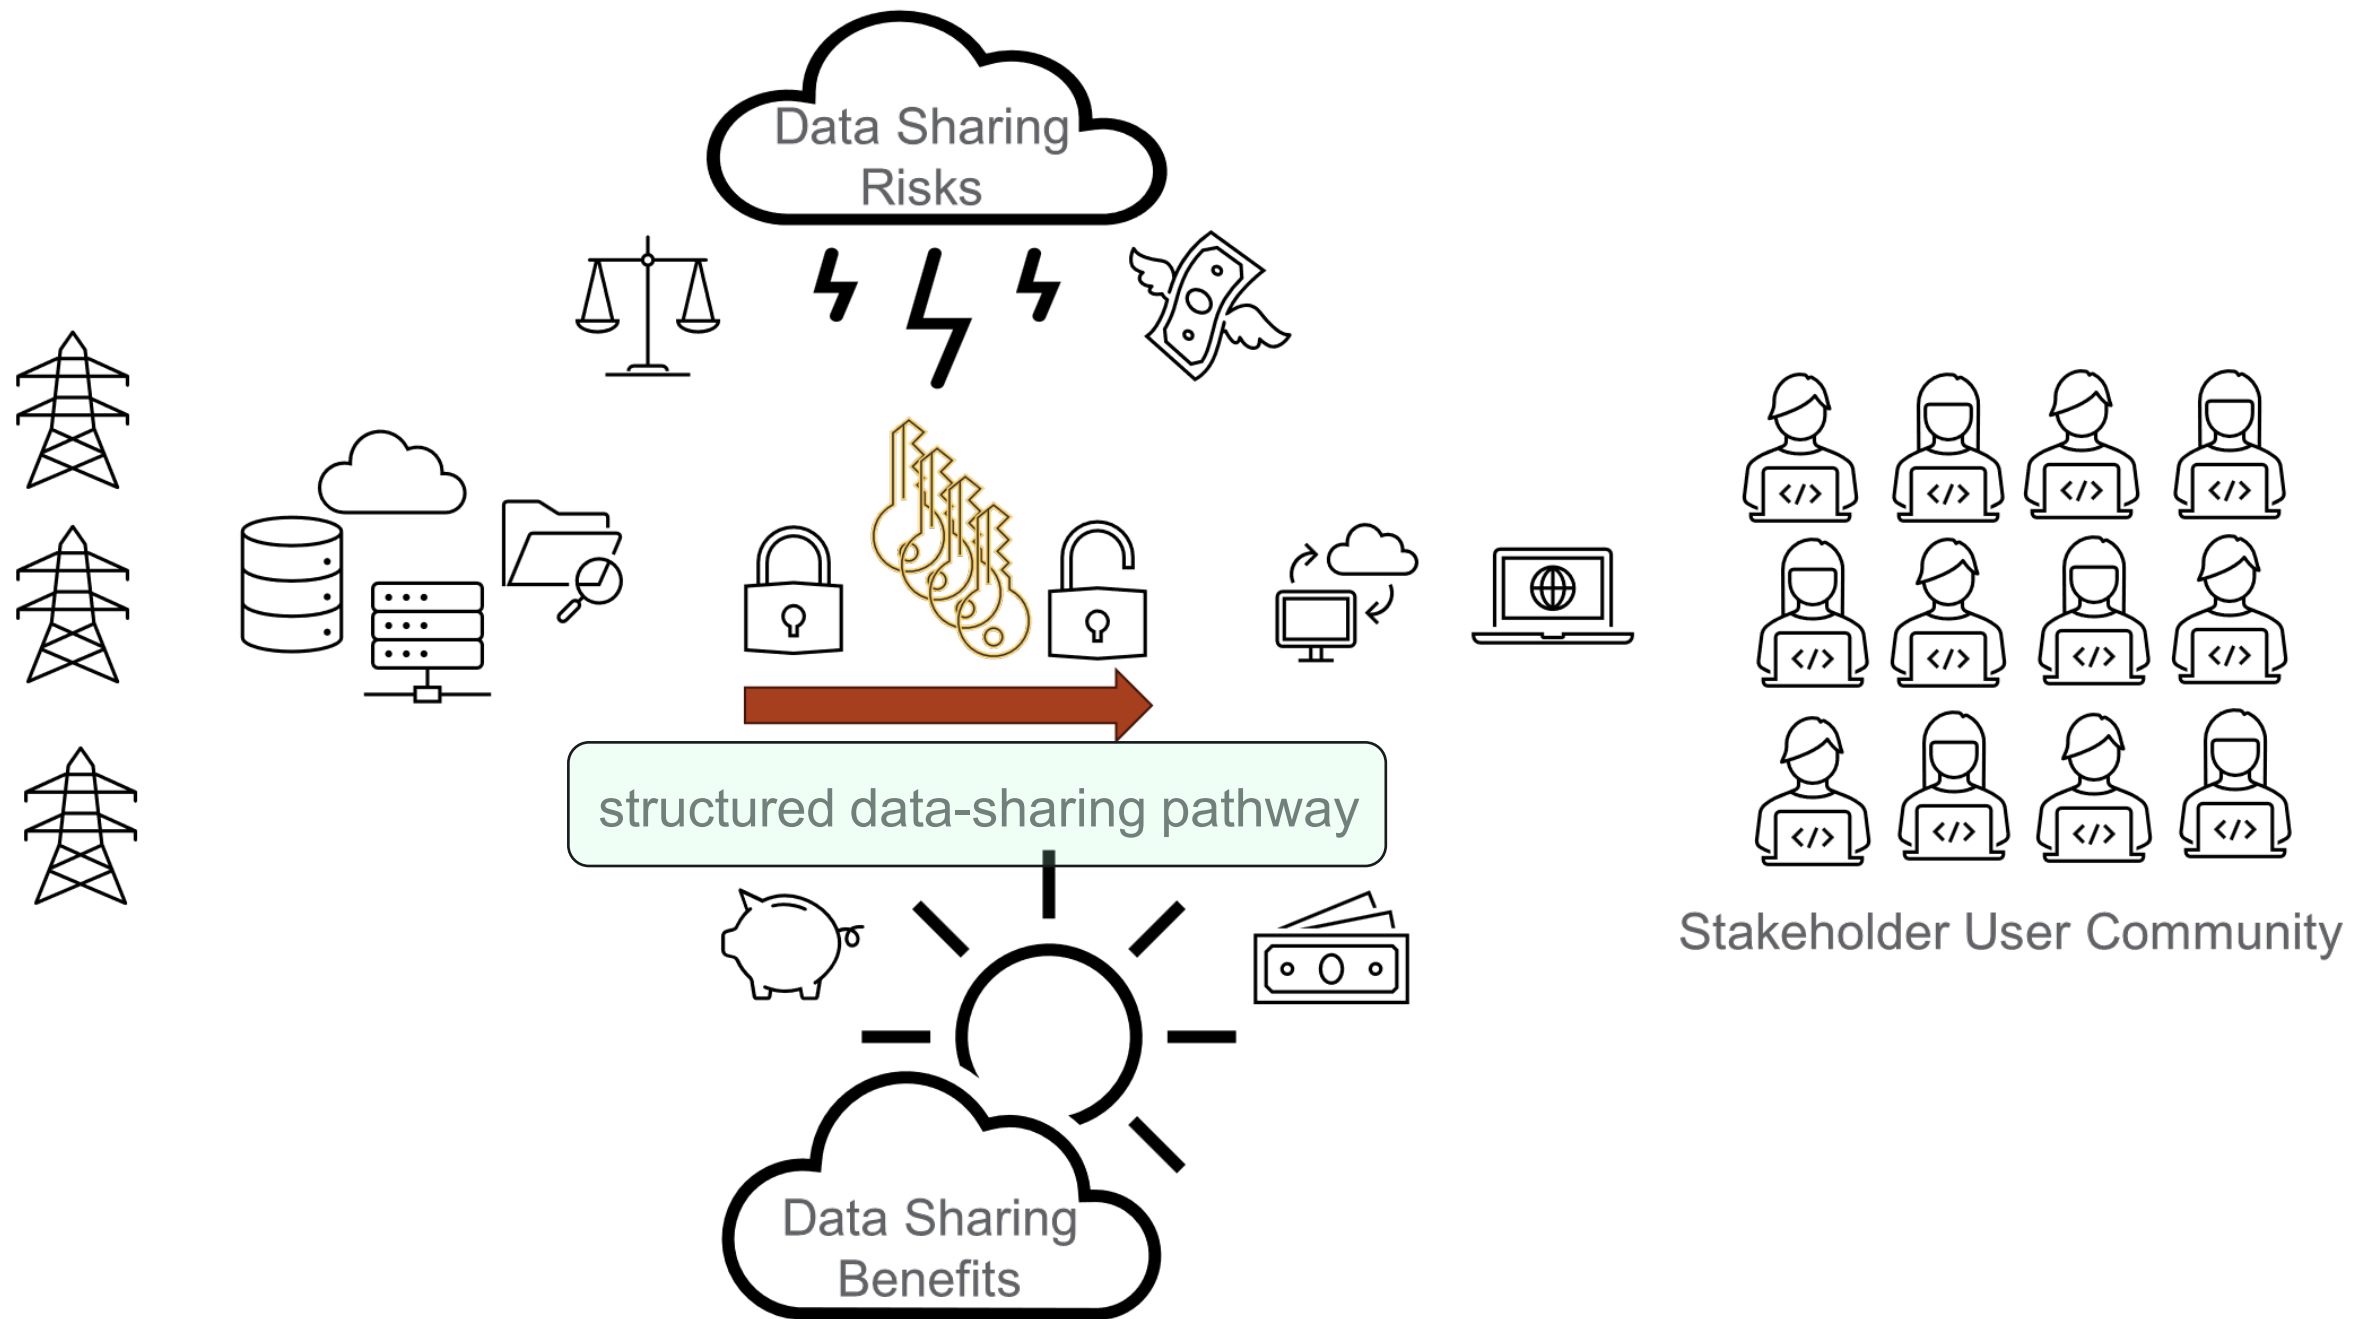 Data Sharing
Risks
</>
</>
</>
</>
</>
</>
</>
</>
structured data-sharing pathway
</>
</>
</>
</>
Stakeholder User Community
Data Sharing
Benefits